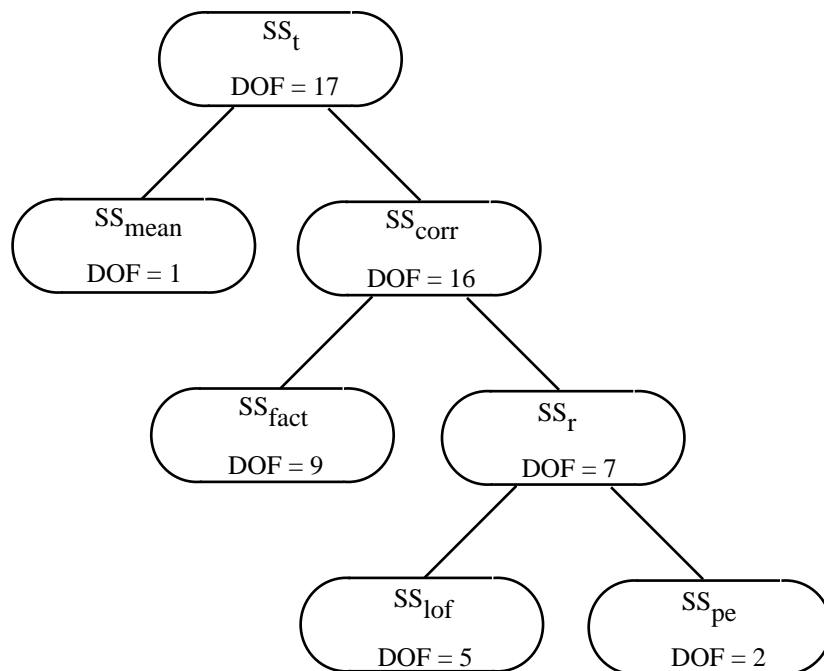 SSt
DOF = 17
SSmean
DOF = 1
SScorr
DOF = 16
SSfact
DOF = 9
SSr
DOF = 7
SSlof
DOF = 5
SSpe
DOF = 2